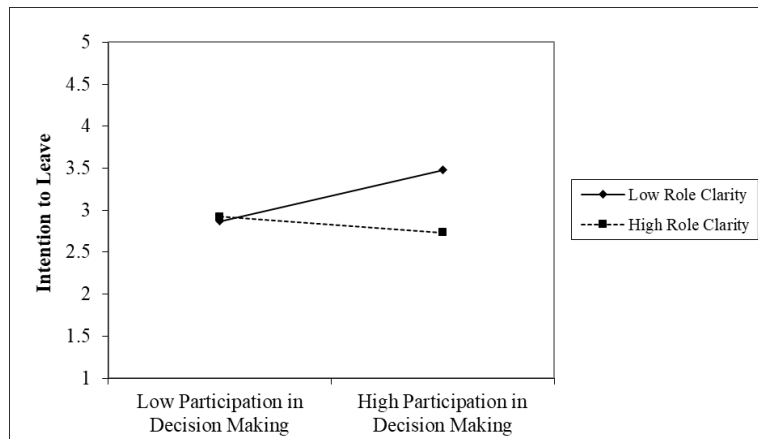 5
4.5
4
3.5
3
2.5
2
1.5
1
Intention to Leave
Low Participation in
Decision Making
High Participation in
Decision Making
Low Role Clarity
High Role Clarity